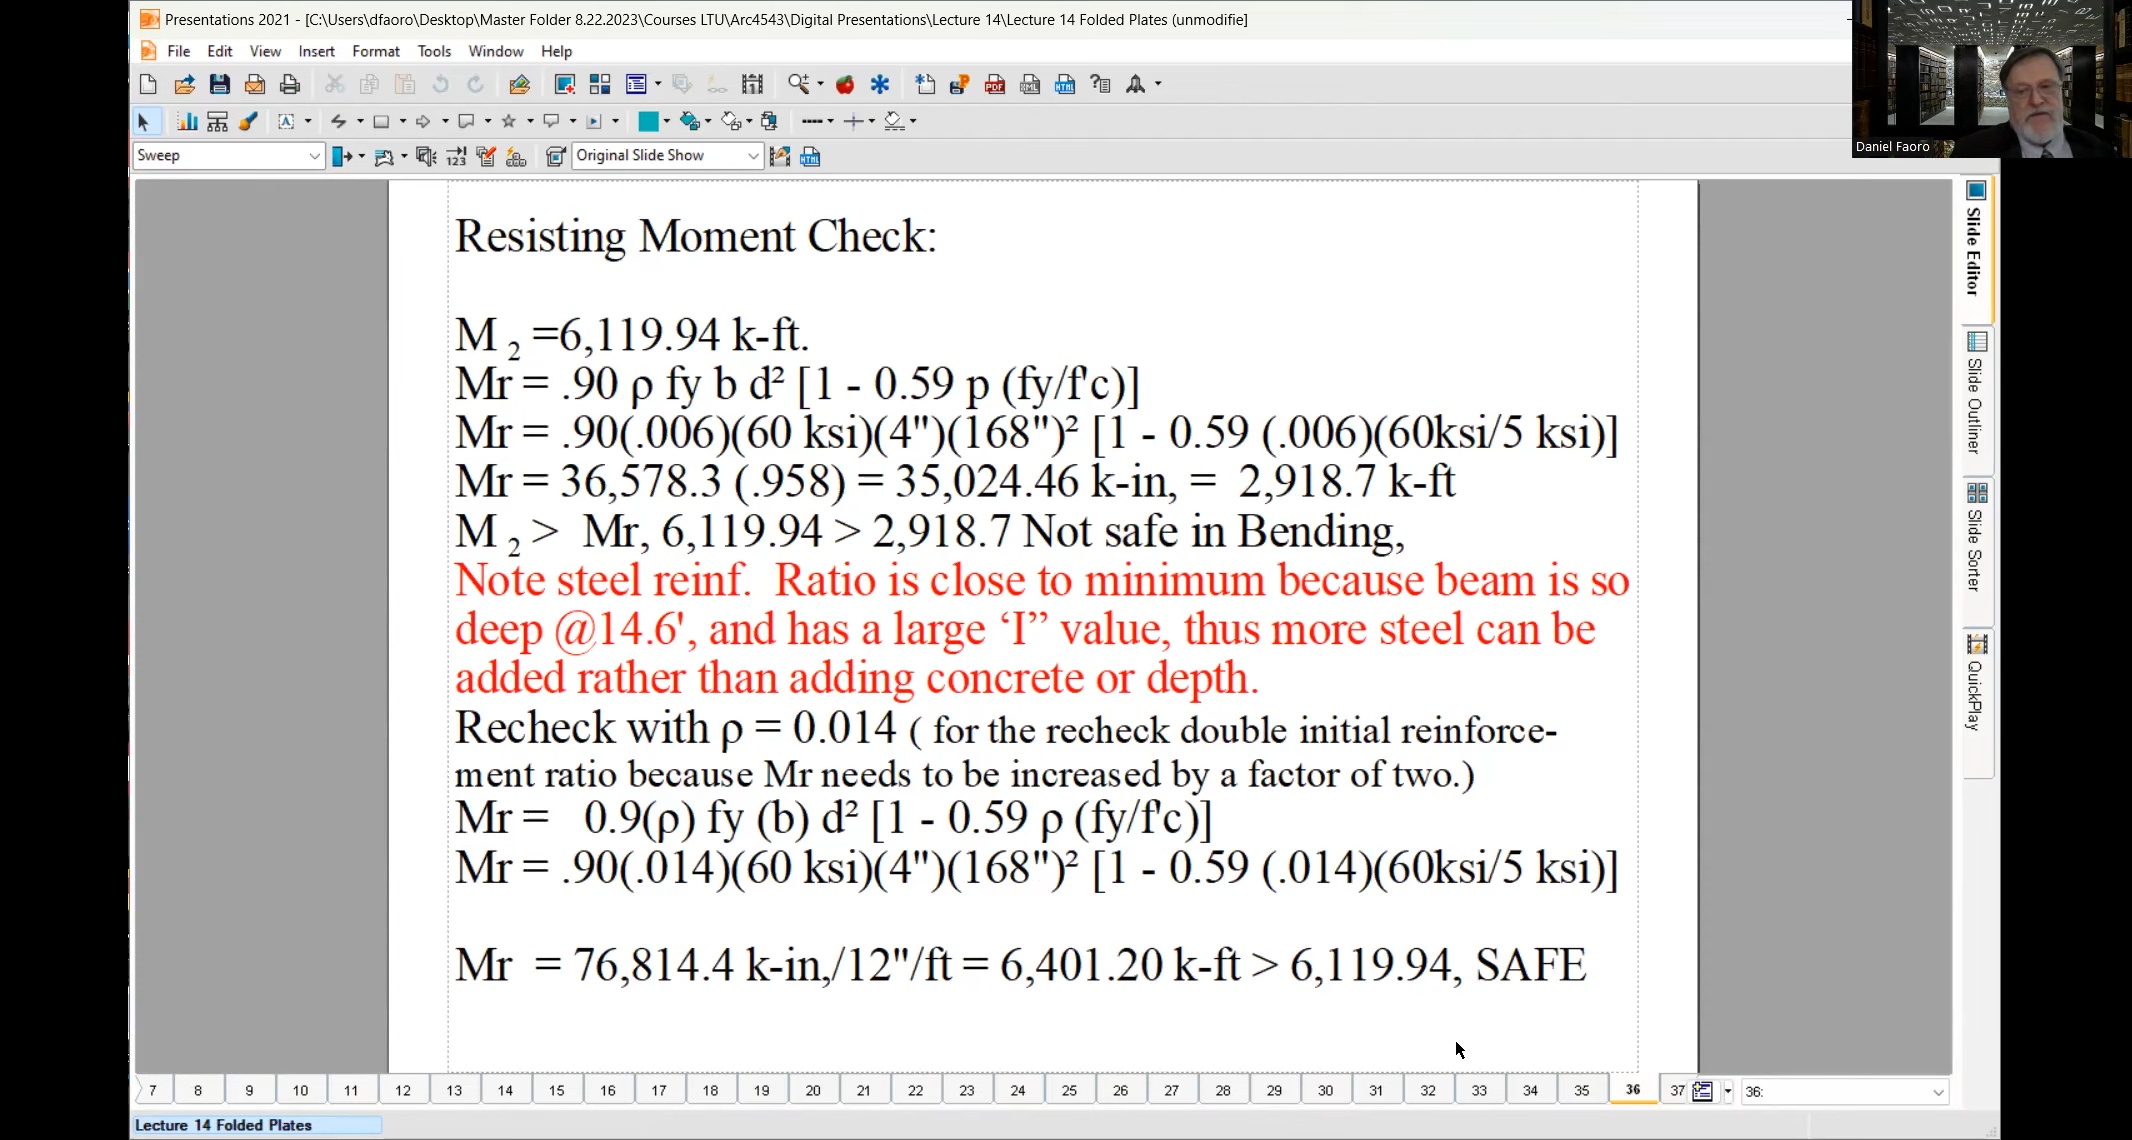 Presentations 2021 - [C:\Users\dfaoro\Desktop\Master Folder 8.22.2023\Courses LTU\Arc4543\Digital Presentations\Lecture 14\Lecture 14 Folded Plates (unmodifie]
File Edit View Insert Format Tools Window Help
Daniel Faoro
Sweep
Original Slide Show
Resisting Moment Check:
M 2 =6,119.94 k-ft.
Mr = .90 ρ fy b d² [1 - 0.59 p (fy/f'c)]
Mr = .90(.006)(60 ksi)(4")(168")² [1 - 0.59 (.006)(60ksi/5 ksi)]
Mr = 36,578.3 (.958) = 35,024.46 k-in, = 2,918.7 k-ft
M 2 > Mr, 6,119.94 > 2,918.7 Not safe in Bending,
Note steel reinf. Ratio is close to minimum because beam is so
deep @14.6', and has a large ‘I” value, thus more steel can be
added rather than adding concrete or depth.
Recheck with ρ = 0.014 ( for the recheck double initial reinforce-
ment ratio because Mr needs to be increased by a factor of two.)
Mr = 0.9(ρ) fy (b) d² [1 - 0.59 ρ (fy/f'c)]
Mr = .90(.014)(60 ksi)(4")(168")² [1 - 0.59 (.014)(60ksi/5 ksi)]
Mr = 76,814.4 k-in,/12"/ft = 6,401.20 k-ft > 6,119.94, SAFE
Slide Editor
Slide Outliner
Slide Sorter
QuickPlay
7 8 9 10 11 12 13 14 15 16 17 18 19 20 21 22 23 24 25 26 27 28 29 30 31 32 33 34 35 36 37 36:
Lecture 14 Folded Plates